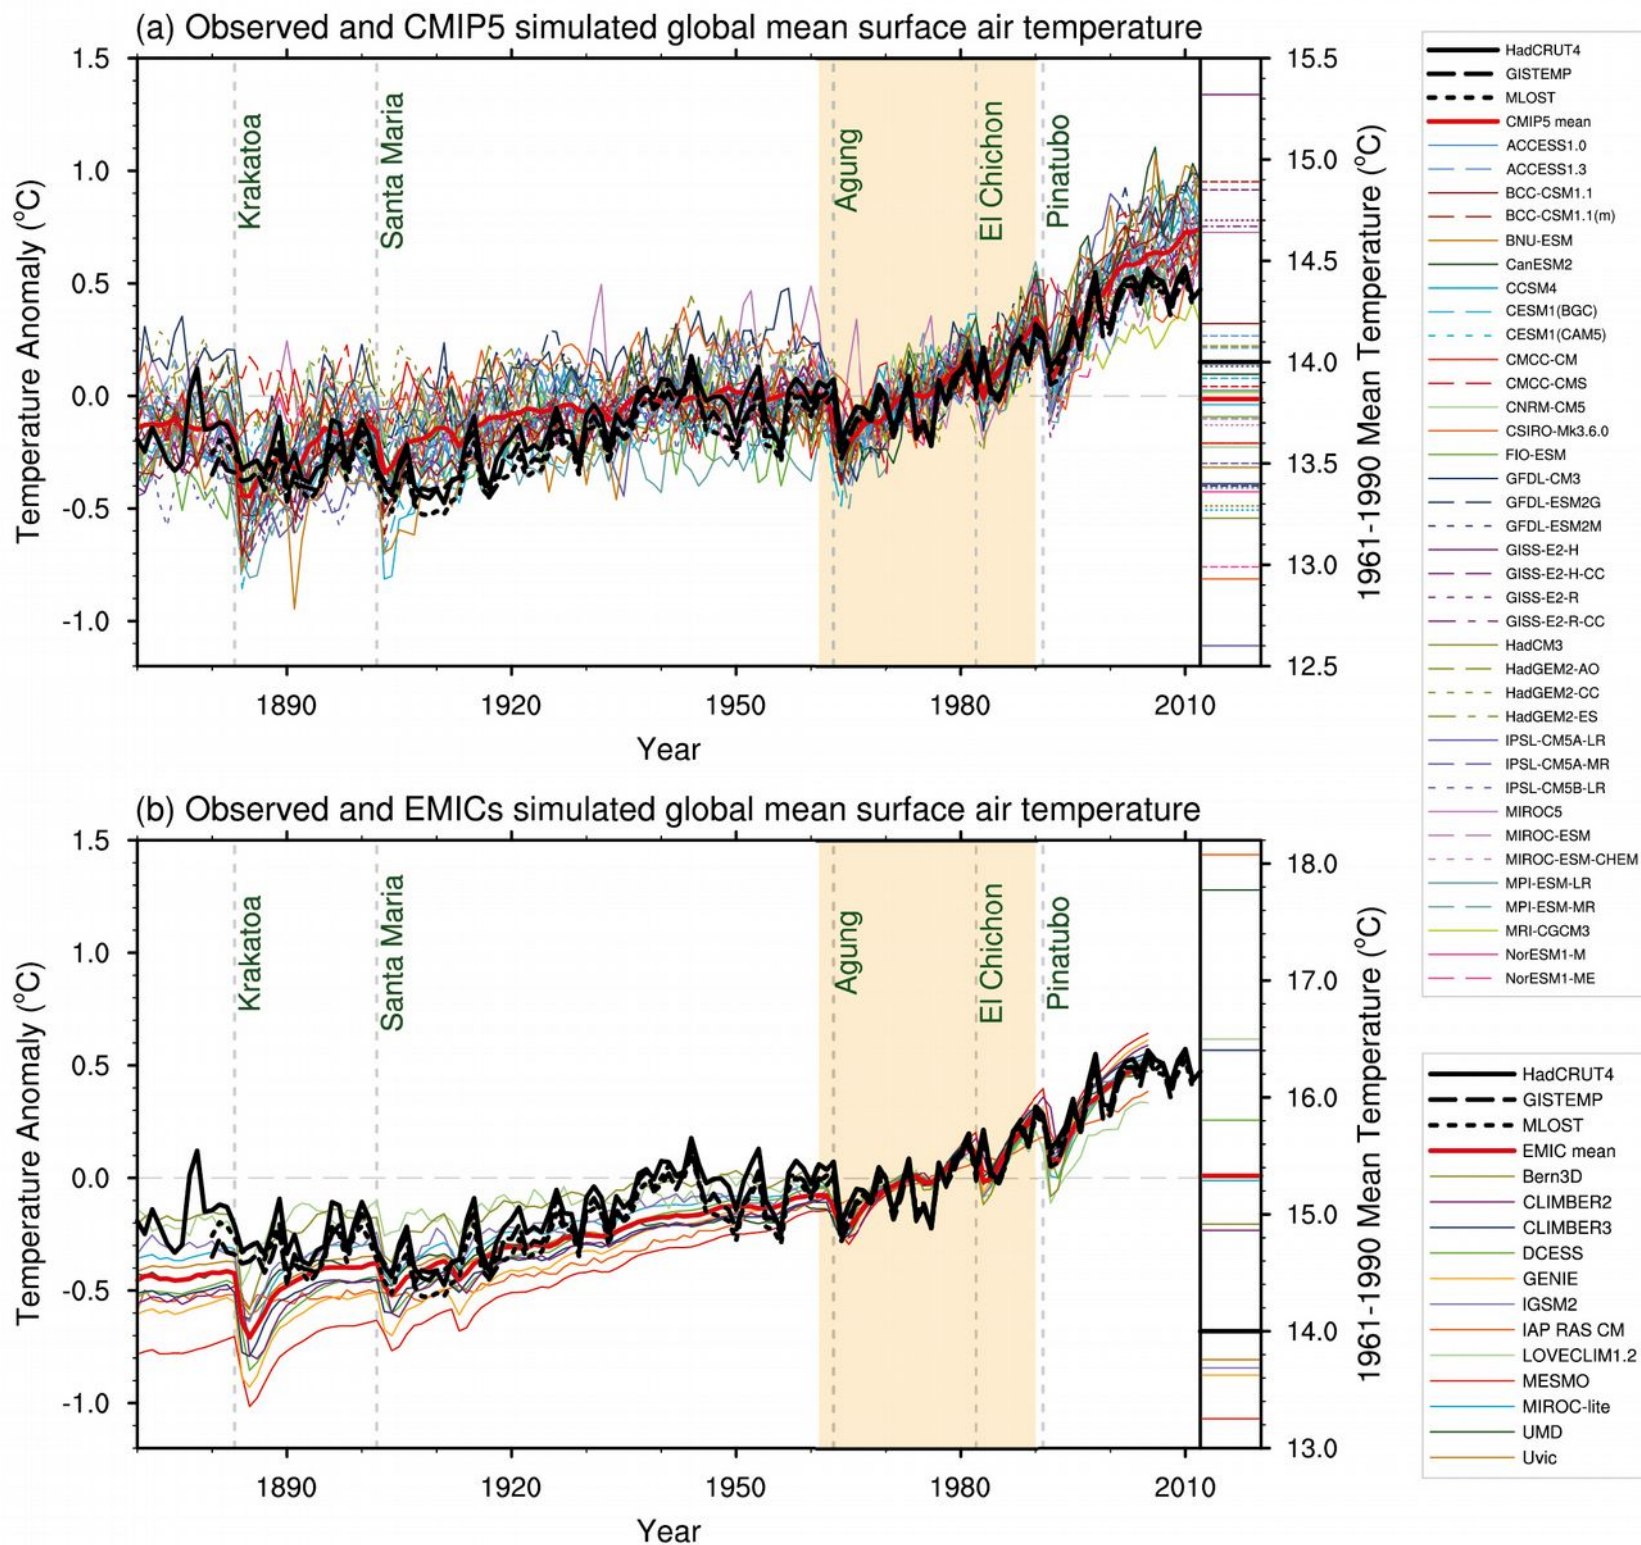 (a) Observed and CMIP5 simulated global mean surface air temperature
Temperature Anomaly (°C)
1.5
1.0
0.5
0.0
-0.5
-1.0
Krakatoa
Santa Maria
Agung
El Chichon
Pinatubo
1890
1920
1950
1980
2010
Year
15.5
15.0
14.5
14.0
13.5
13.0
12.5
1961-1990 Mean Temperature (°C)
HadCRUT4
GISTEMP
MLOST
CMIP5 mean
ACCESS1.0
ACCESS1.3
BCC-CSM1.1
BCC-CSM1.1(m)
BNU-ESM
CanESM2
CCSM4
CESM1(BGC)
CESM1(CAM5)
CMCC-CM
CMCC-CMS
CNRM-CM5
CSIRO-Mk3.6.0
FIO-ESM
GFDL-CM3
GFDL-ESM2G
GFDL-ESM2M
GISS-E2-H
GISS-E2-H-CC
GISS-E2-R
GISS-E2-R-CC
HadCM3
HadGEM2-AO
HadGEM2-CC
HadGEM2-ES
IPSL-CM5A-LR
IPSL-CM5A-MR
IPSL-CM5B-LR
MIROC5
MIROC-ESM
MIROC-ESM-CHEM
MPI-ESM-LR
MPI-ESM-MR
MRI-CGCM3
NorESM1-M
NorESM1-ME
(b) Observed and EMICs simulated global mean surface air temperature
Temperature Anomaly (°C)
1.5
1.0
0.5
0.0
-0.5
-1.0
Krakatoa
Santa Maria
Agung
El Chichon
Pinatubo
1890
1920
1950
1980
2010
Year
18.0
17.0
16.0
15.0
14.0
13.0
1961-1990 Mean Temperature (°C)
HadCRUT4
GISTEMP
MLOST
EMIC mean
Bern3D
CLIMBER2
CLIMBER3
DCESS
GENIE
IGSM2
IAP RAS CM
LOVECLIM1.2
MESMO
MIROC-lite
UMD
Uvic